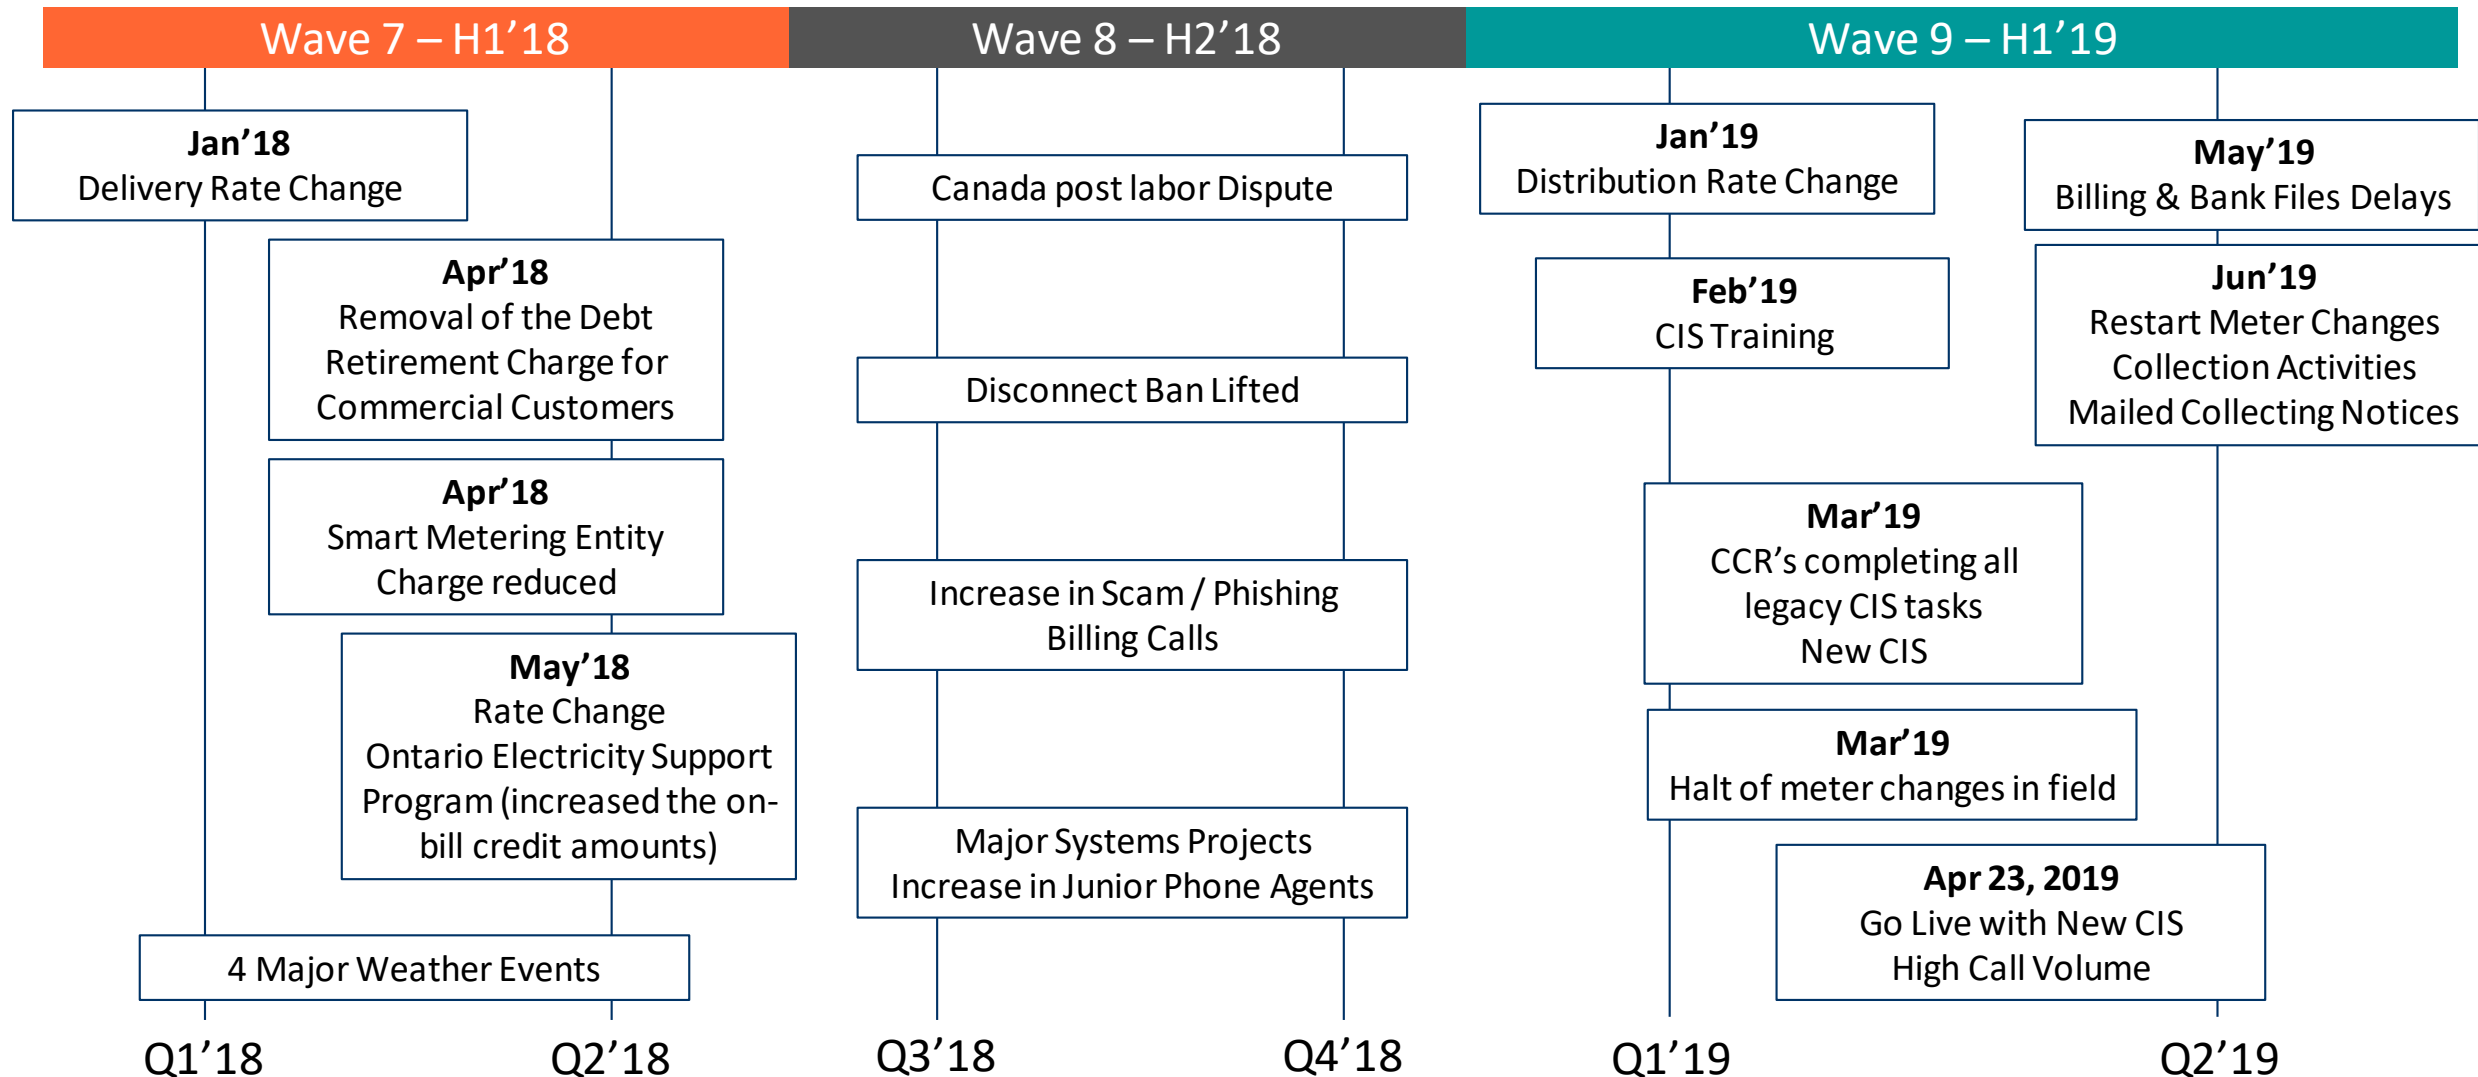 Wave 7 – H1’18
Wave 8 – H2’18
Wave 9 – H1’19
Jan’18
Delivery Rate Change
Apr’18
Removal of the Debt
Retirement Charge for
Commercial Customers
Apr’18
Smart Metering Entity
Charge reduced
May’18
Rate Change
Ontario Electricity Support
Program (increased the on-
bill credit amounts)
4 Major Weather Events
Canada post labor Dispute
Disconnect Ban Lifted
Increase in Scam / Phishing
Billing Calls
Major Systems Projects
Increase in Junior Phone Agents
Jan’19
Distribution Rate Change
Feb’19
CIS Training
Mar’19
CCR’s completing all
legacy CIS tasks
New CIS
Mar’19
Halt of meter changes in field
Apr 23, 2019
Go Live with New CIS
High Call Volume
May’19
Billing & Bank Files Delays
Jun’19
Restart Meter Changes
Collection Activities
Mailed Collecting Notices
Q1’18
Q2’18
Q3’18
Q4’18
Q1’19
Q2’19